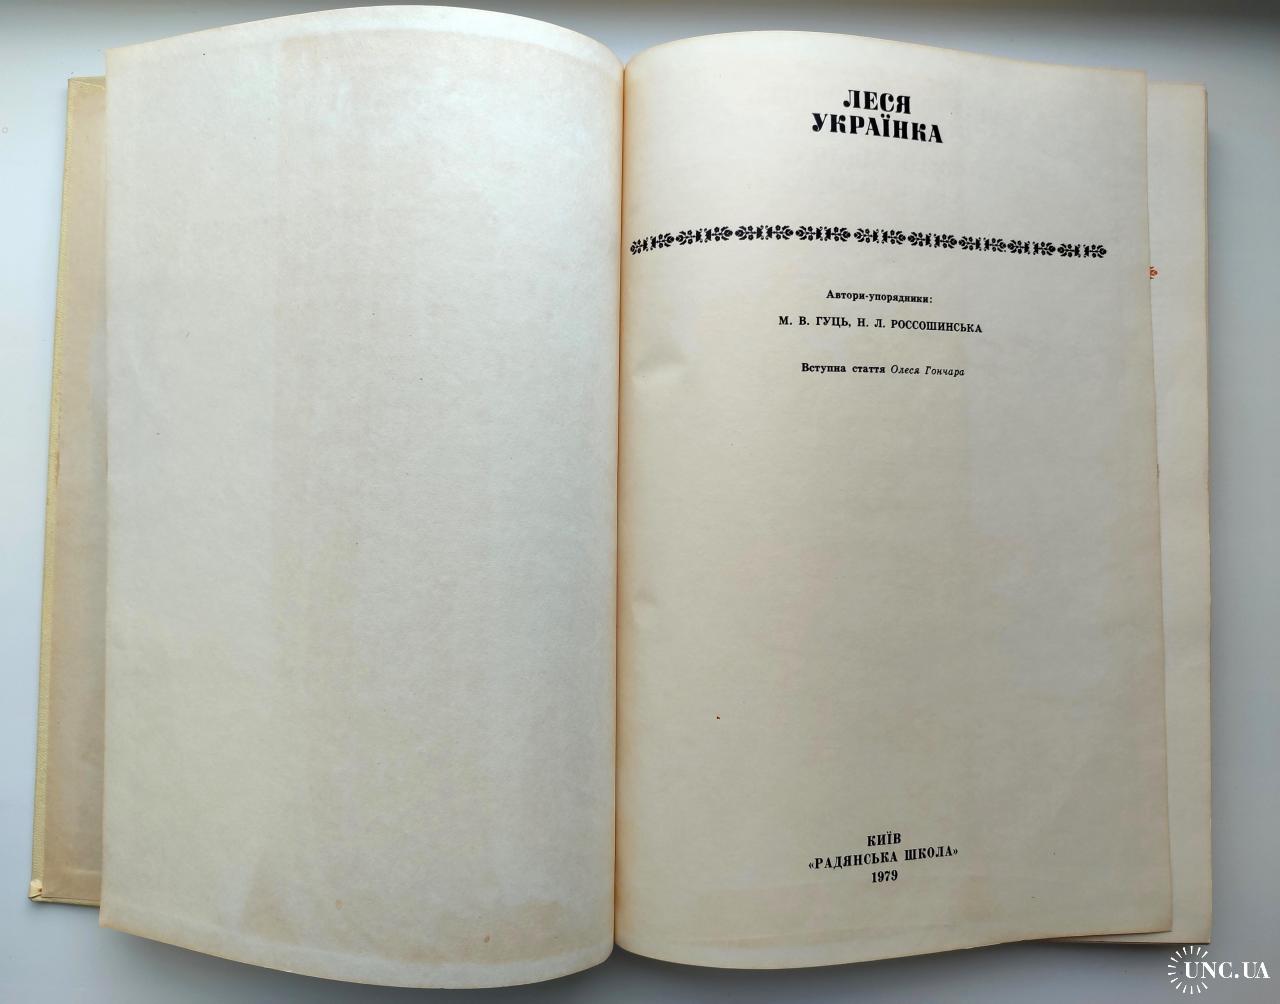 ЛЕСЯ
УКРАЇНКА
Автори-упорядники:
М. В. ГУЦЬ, Н. Л. РОССОШИНСЬКА
Вступна стаття Олеся Гончара
КИЇВ
«РАДЯНСЬКА ШКОЛА»
1979
UNC.UA